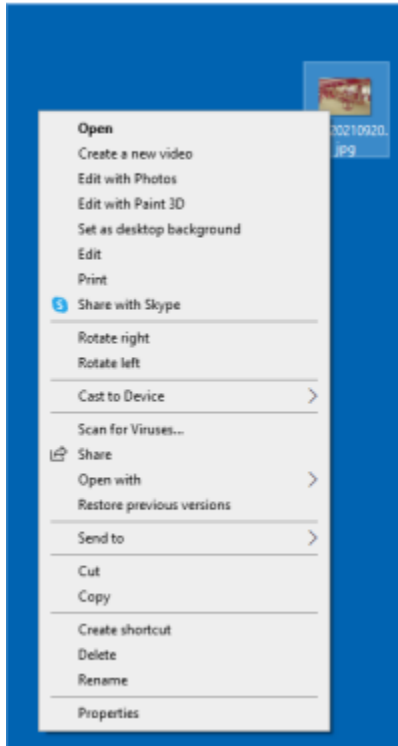 20210920.
jpg
Open
Create a new video
Edit with Photos
Edit with Paint 3D
Set as desktop background
Edit
Print
Share with Skype
Rotate right
Rotate left
Cast to Device
Scan for Viruses...
Share
Open with
Restore previous versions
Send to
Cut
Copy
Create shortcut
Delete
Rename
Properties